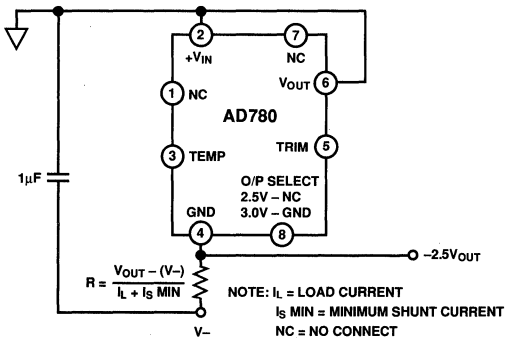 2
+VIN
7
NC
VOUT
6
1
NC
AD780
3
TEMP
TRIM
5
1µF
O/P SELECT
2.5V – NC
3.0V – GND
GND
4
8
–2.5VOUT
R = VOUT – (V–)
IL + IS MIN
NOTE: IL = LOAD CURRENT
IS MIN = MINIMUM SHUNT CURRENT
NC = NO CONNECT
V–